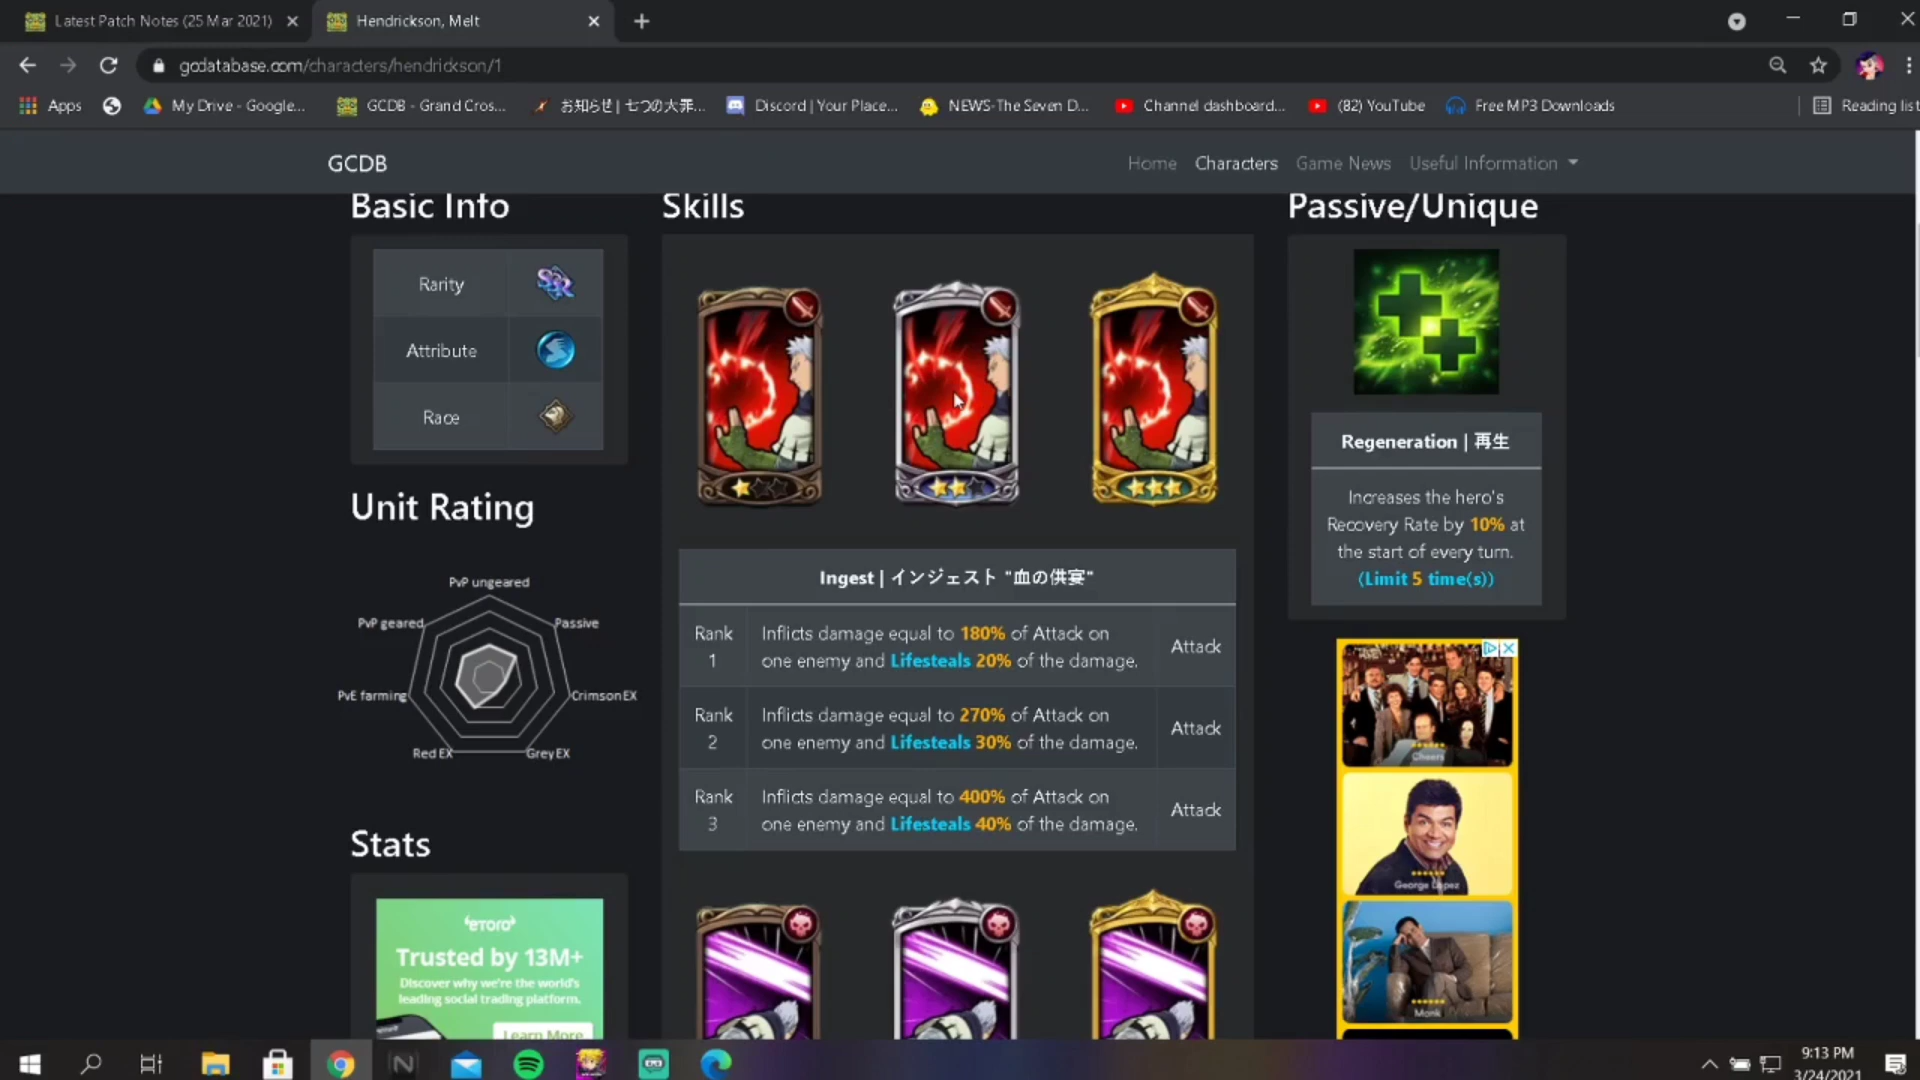 Latest Patch Notes (25 Mar 2021)
Hendrickson, Melt
gcdatabase.com/characters/hendrickson/1
Apps
My Drive - Google...
GCDB - Grand Cros...
お知らせ | 七つの大罪...
Discord | Your Place...
NEWS-The Seven D...
Channel dashboard...
(82) YouTube
Free MP3 Downloads
Reading list
GCDB
Home
Characters
Game News
Useful Information
Basic Info
Skills
Passive/Unique
Rarity
SSR
Attribute
Race
Regeneration | 再生
Increases the hero's
Recovery Rate by 10% at
the start of every turn.
(Limit 5 time(s))
Unit Rating
PvP ungeared
PvP geared
Passive
PvE farming
Crimson EX
Red EX
Grey EX
Ingest | インジェスト "血の供宴"
Rank 1
Inflicts damage equal to 180% of Attack on
one enemy and Lifesteals 20% of the damage.
Attack
Rank 2
Inflicts damage equal to 270% of Attack on
one enemy and Lifesteals 30% of the damage.
Attack
Rank 3
Inflicts damage equal to 400% of Attack on
one enemy and Lifesteals 40% of the damage.
Attack
Stats
eToro
Trusted by 13M+
Discover why we're the world's
leading social trading platform.
Learn More
Cheers
George Lopez
Monk
9:13 PM
3/24/2021